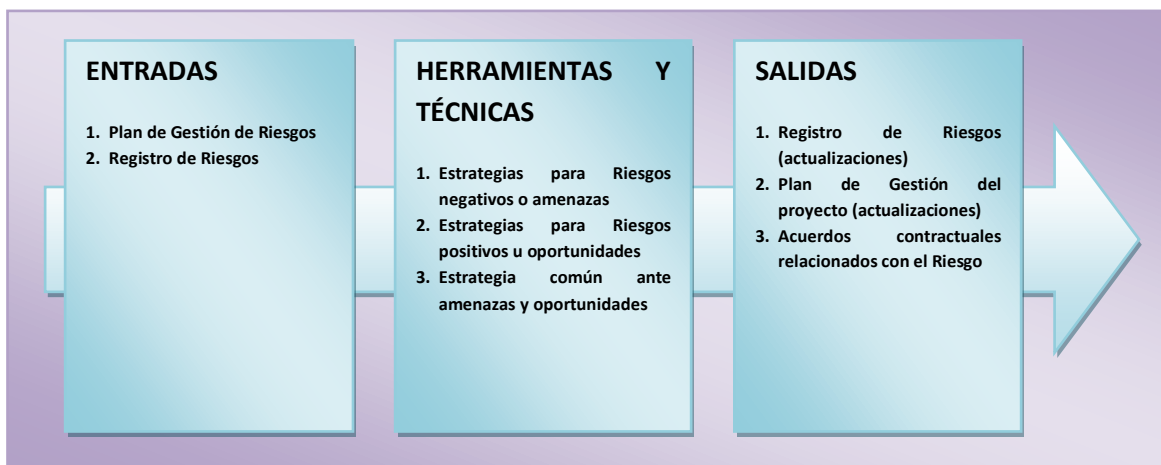 ENTRADAS
1. Plan de Gestión de Riesgos
2. Registro de Riesgos
HERRAMIENTAS Y
TÉCNICAS
1. Estrategias para Riesgos
negativos o amenazas
2. Estrategias para Riesgos
positivos u oportunidades
3. Estrategia común ante
amenazas y oportunidades
SALIDAS
1. Registro de Riesgos
(actualizaciones)
2. Plan de Gestión del
proyecto (actualizaciones)
3. Acuerdos contractuales
relacionados con el Riesgo